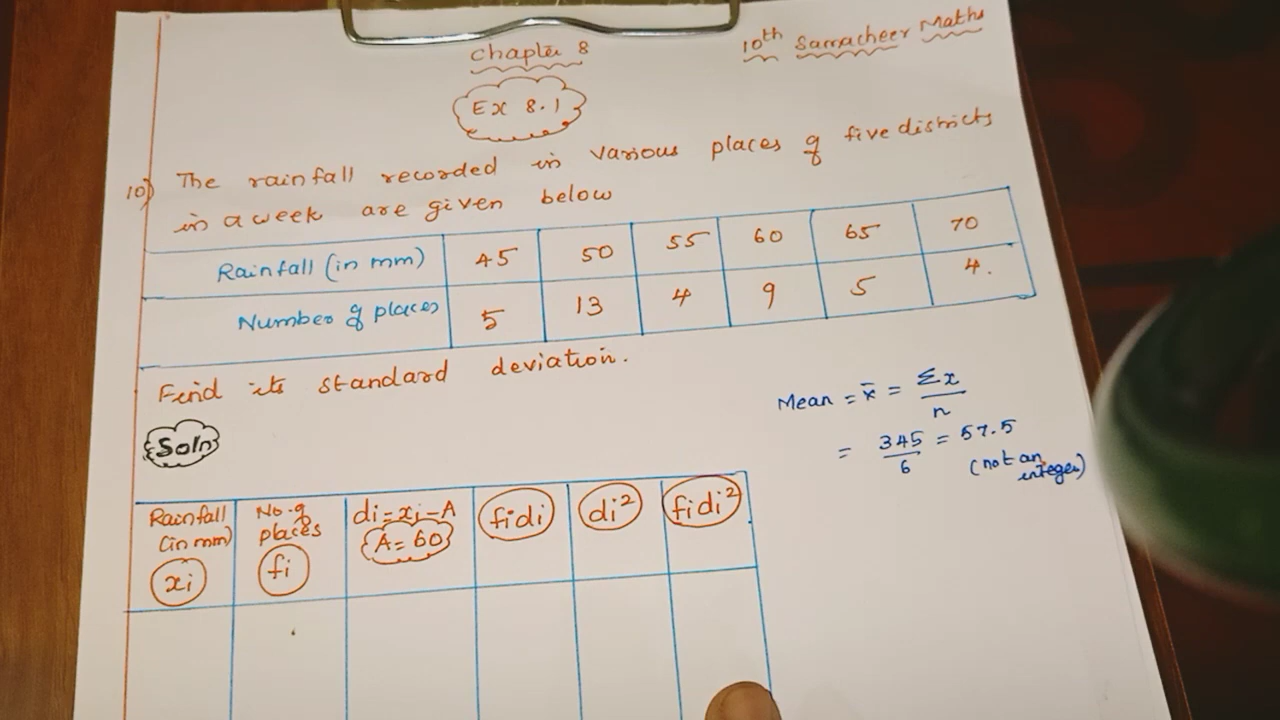 Chapter 8
10th Samacheer Maths
Ex 8.1
10) The rainfall recorded in various places of five districts
in a week are given below
Rainfall (in mm) 45 50 55 60 65 70
Number of places 5 13 4 9 5 4.
Find its standard deviation.
Soln
Mean = x̄ = Σx / n
= 345/6 = 57.5
(not an integer)
Rainfall (in mm) xi
No. of places fi
di = xi - A
A = 60
fidi
di²
fidi²